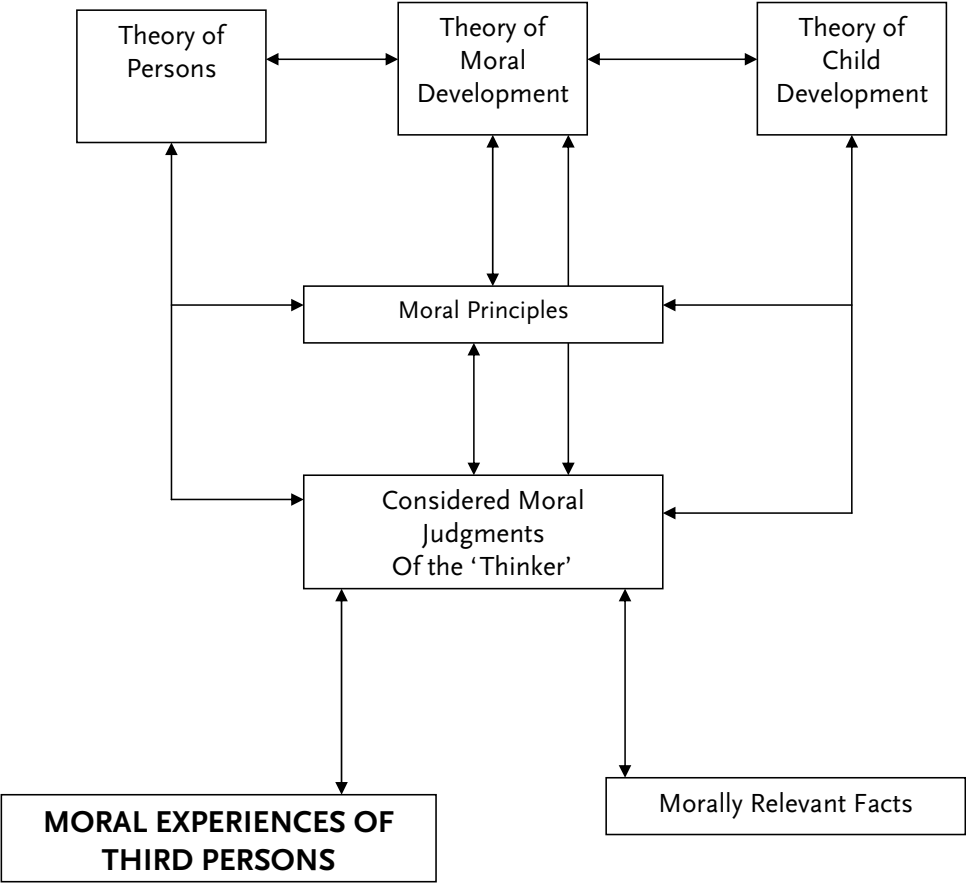 Theory of
Persons
Theory of
Moral
Development
Theory of
Child
Development
Moral Principles
Considered Moral
Judgments
Of the ‘Thinker’
MORAL EXPERIENCES OF
THIRD PERSONS
Morally Relevant Facts